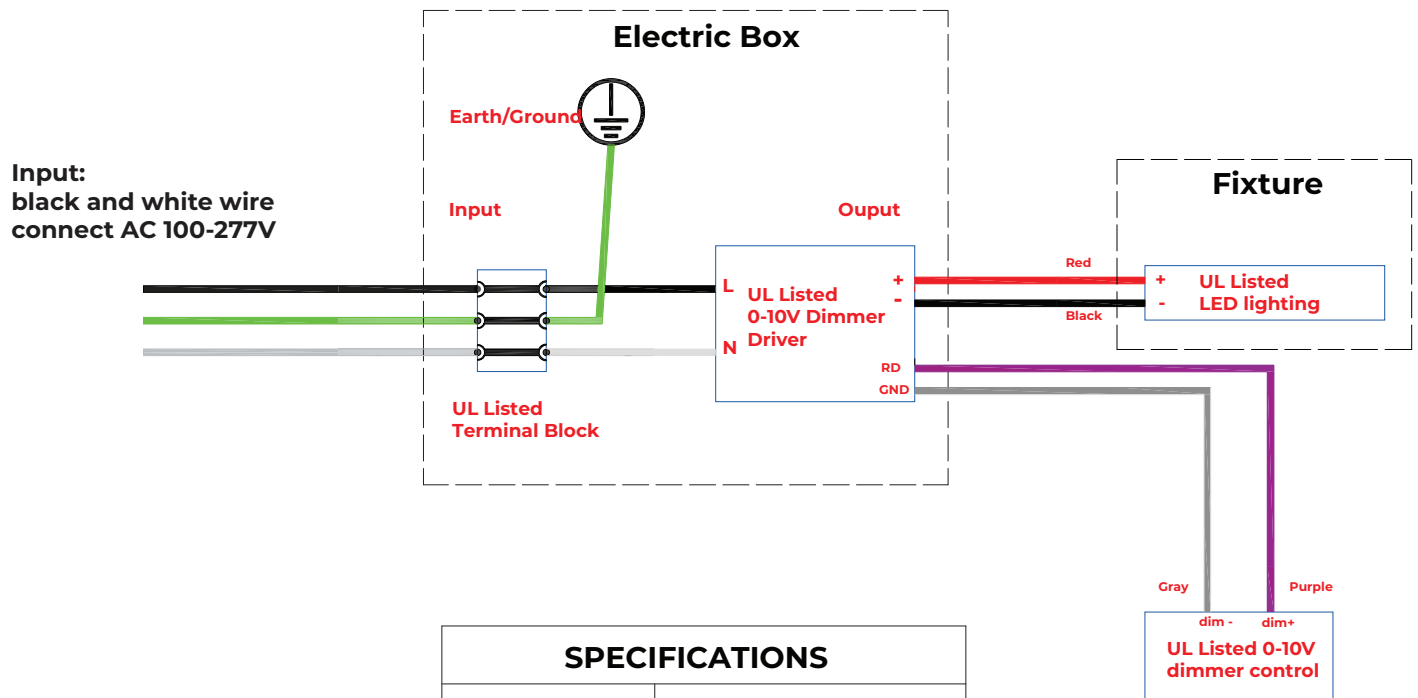 Electric Box
Earth/Ground
Input:
black and white wire
connect AC 100-277V
Input
Ouput
Fixture
L
UL Listed
0-10V Dimmer
Driver
N
+
-
RD
GND
Red
Black
+
-
UL Listed
LED lighting
UL Listed
Terminal Block
Gray
Purple
dim -
dim+
UL Listed 0-10V
dimmer control
SPECIFICATIONS